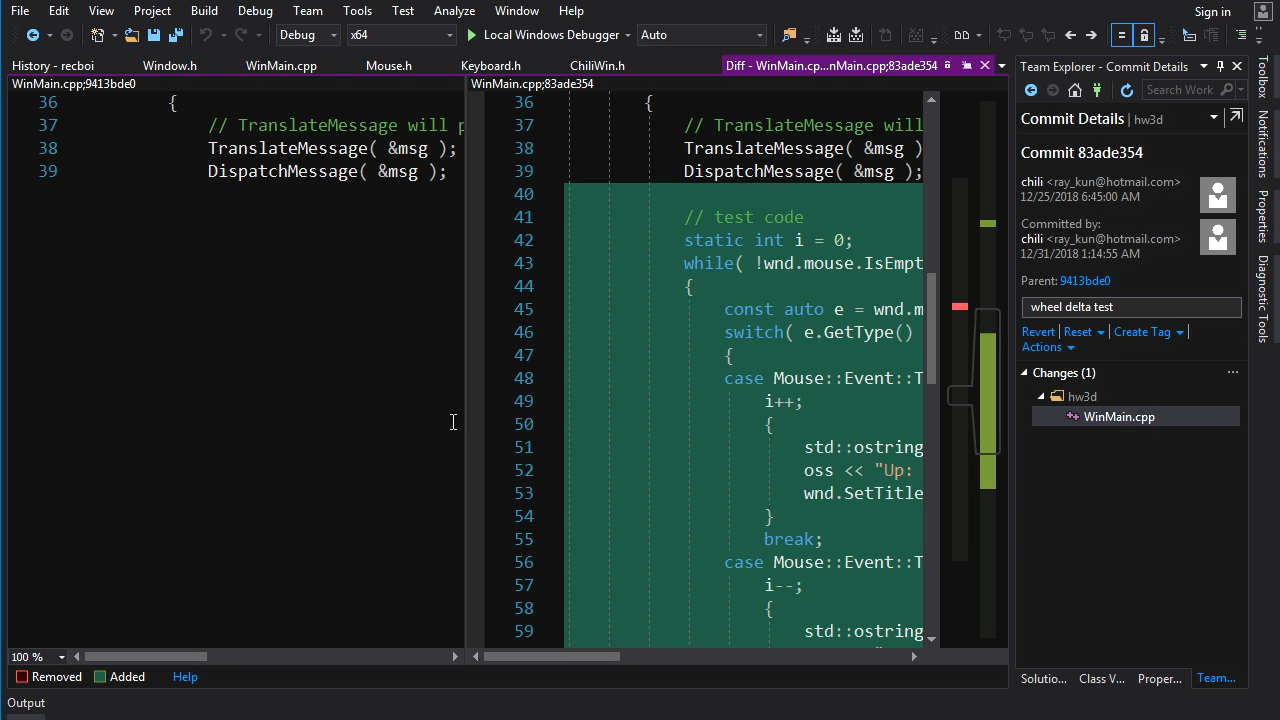 File Edit View Project Build Debug Team Tools Test Analyze Window Help Sign in
Debug x64 Local Windows Debugger Auto
History - recboi Window.h WinMain.cpp Mouse.h Keyboard.h ChiliWin.h Diff - WinMain.cp...nMain.cpp;83ade354
WinMain.cpp;9413bde0
36 {
37 // TranslateMessage will p
38 TranslateMessage( &msg );
39 DispatchMessage( &msg );
100 %
WinMain.cpp;83ade354
36 {
37 // TranslateMessage will
38 TranslateMessage( &msg )
39 DispatchMessage( &msg );
40
41 // test code
42 static int i = 0;
43 while( !wnd.mouse.IsEmpt
44 {
45 const auto e = wnd.m
46 switch( e.GetType()
47 {
48 case Mouse::Event::T
49 i++;
50 {
51 std::ostring
52 oss << "Up:
53 wnd.SetTitle
54 }
55 break;
56 case Mouse::Event::T
57 i--;
58 {
59 std::ostring
Removed Added Help
Output
Team Explorer - Commit Details
Search Work
Commit Details | hw3d
Commit 83ade354
chili <ray_kun@hotmail.com>
12/25/2018 6:45:00 AM
Committed by:
chili <ray_kun@hotmail.com>
12/31/2018 1:14:55 AM
Parent: 9413bde0
wheel delta test
Revert | Reset | Create Tag |
Actions
Changes (1) ...
hw3d
WinMain.cpp
Solutio... Class V... Proper... Team...
Toolbox
Notifications
Properties
Diagnostic Tools